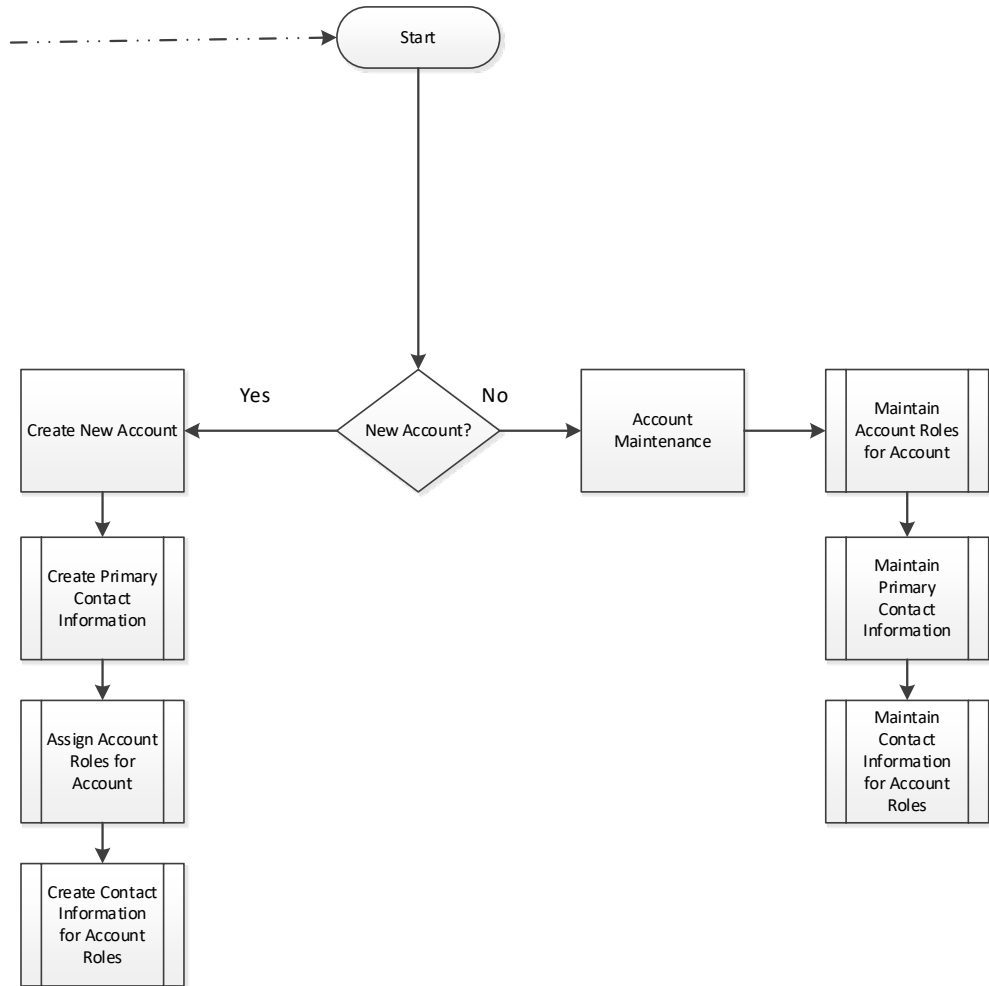 Start
Yes
No
Create New Account
New Account?
Account
Maintenance
Maintain
Account Roles
for Account
Create Primary
Contact
Information
Maintain
Primary
Contact
Information
Assign Account
Roles for
Account
Maintain
Contact
Information
for Account
Roles
Create Contact
Information
for Account
Roles